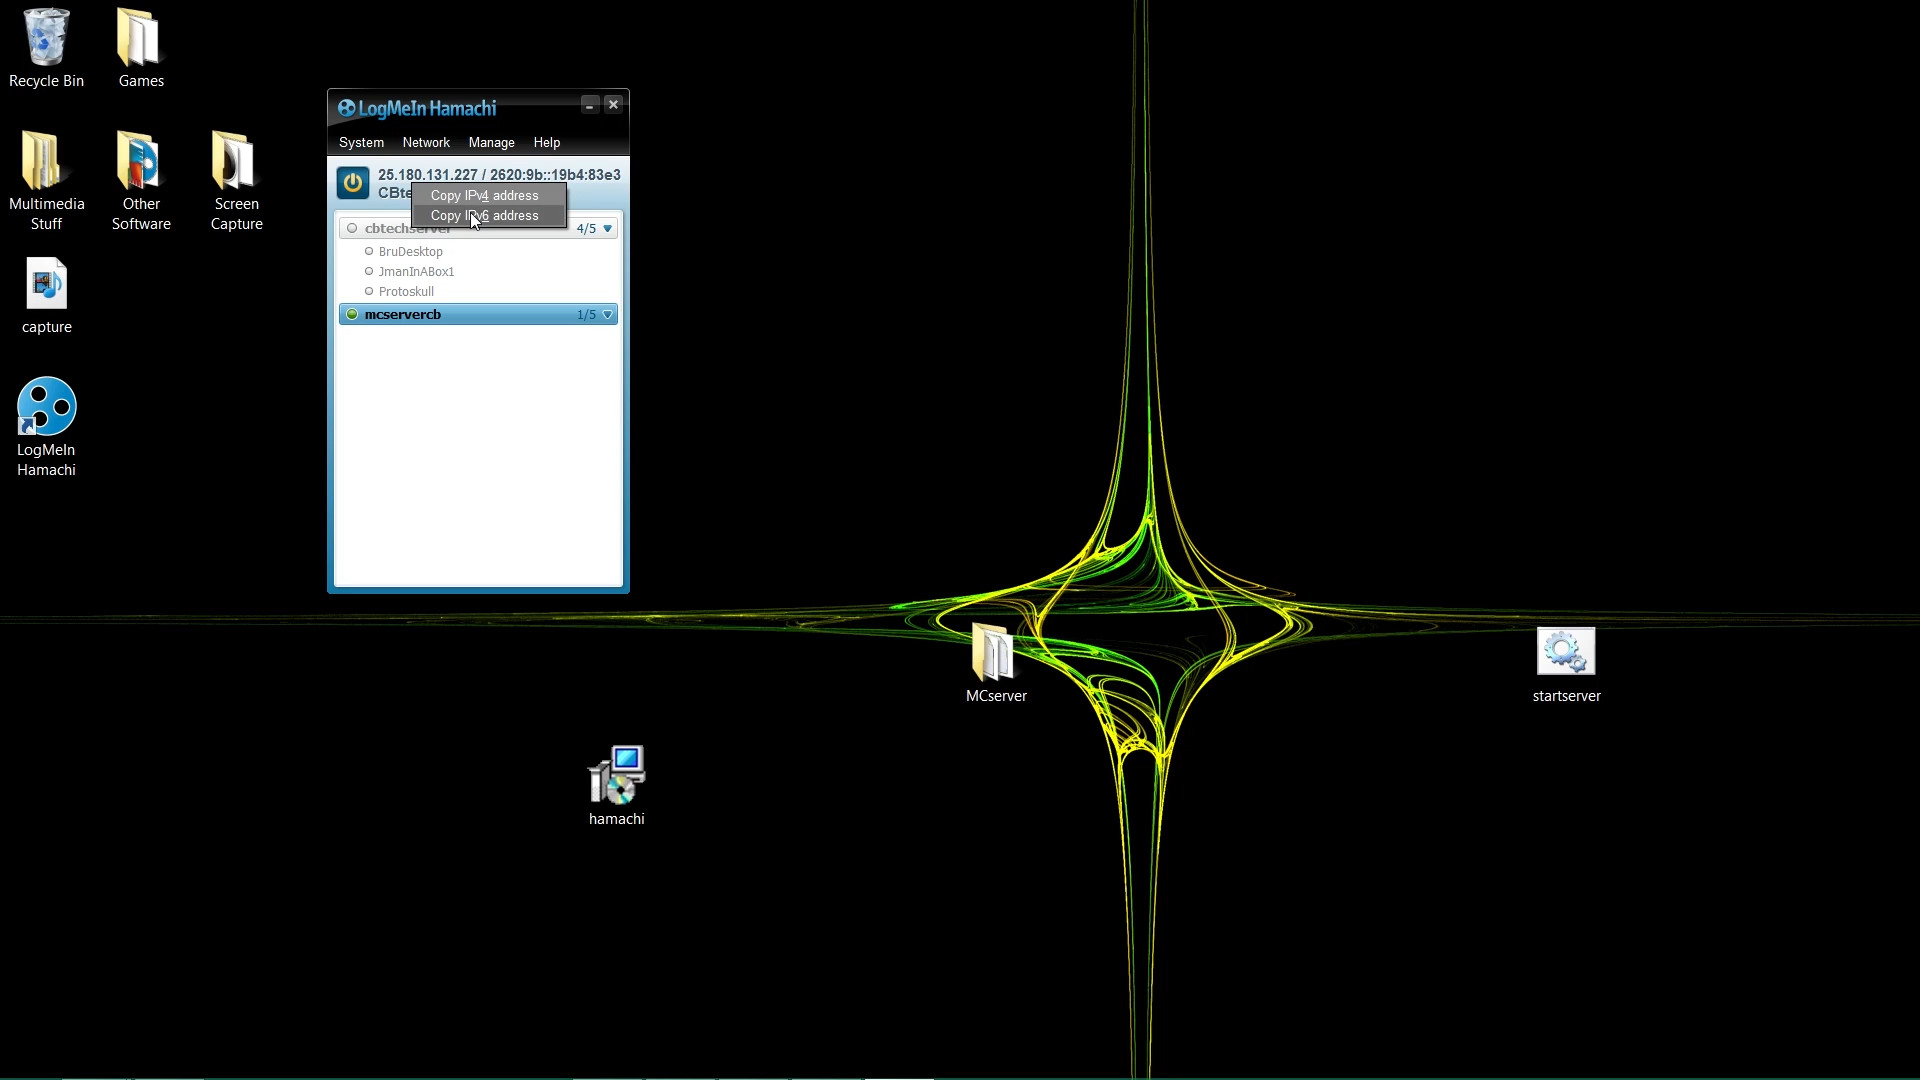 Recycle Bin
Games
Multimedia
Stuff
Other
Software
Screen
Capture
capture
LogMeIn
Hamachi
LogMeIn Hamachi
System Network Manage Help
25.180.131.227 / 2620:9b::19b4:83e3
CBte
Copy IPv4 address
Copy IPv6 address
cbtechserver 4/5
BruDesktop
JmanInABox1
Protoskull
mcservercb 1/5
MCserver
startserver
hamachi